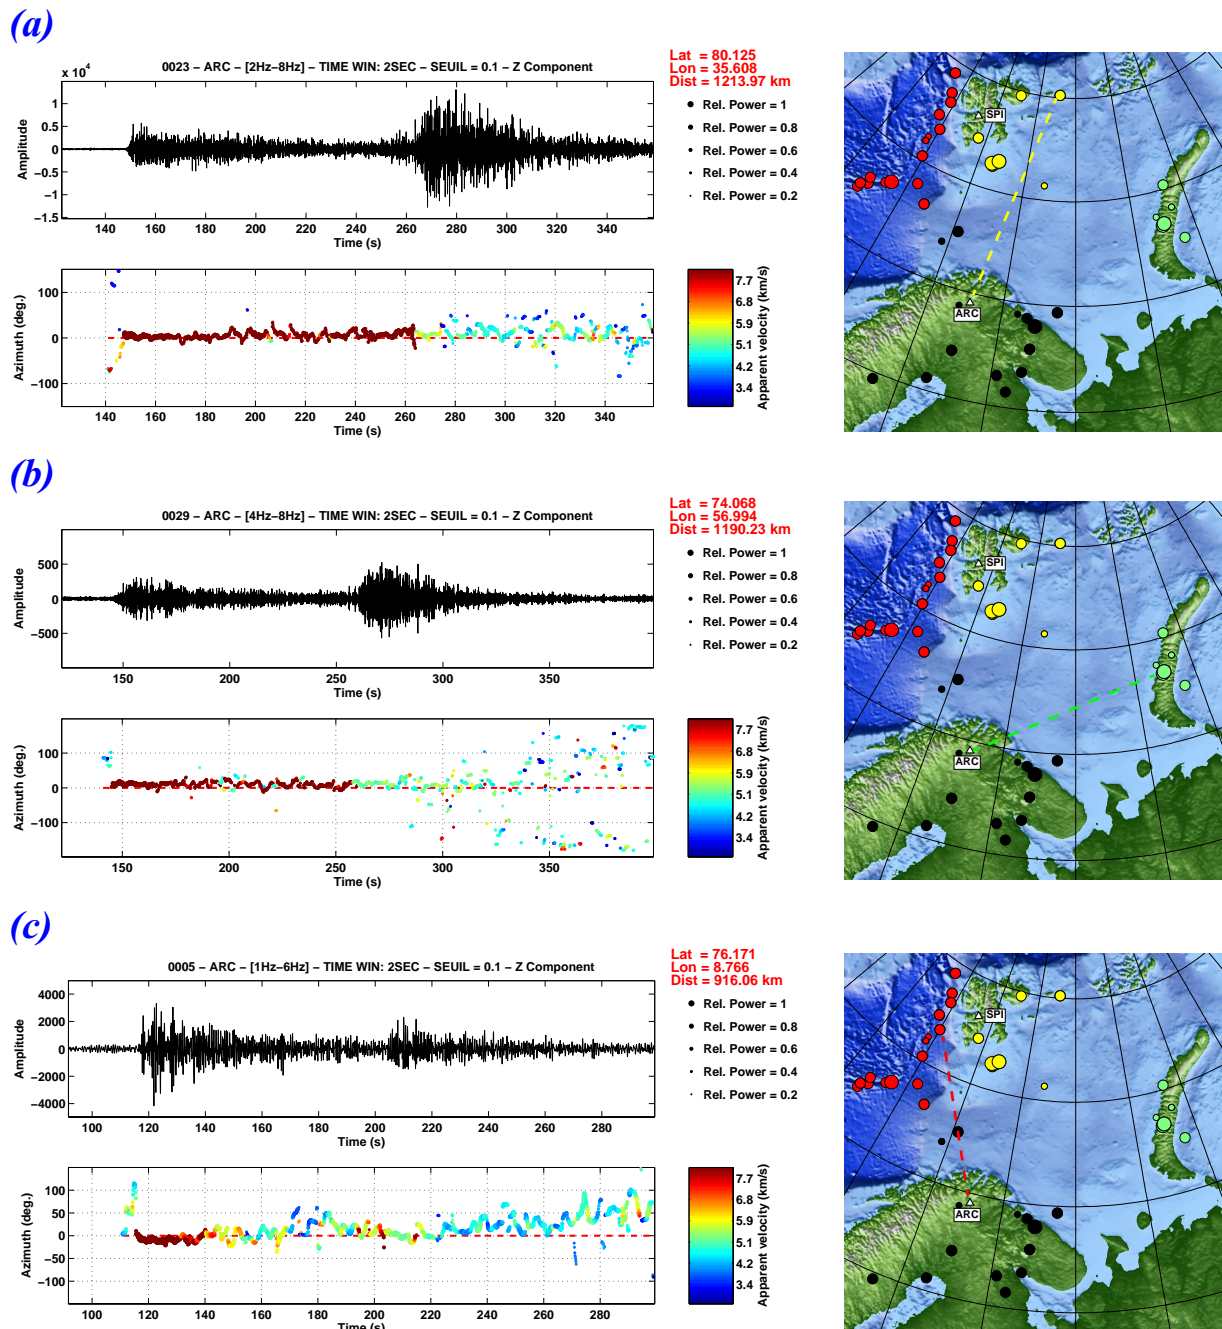 (a)
0023 – ARC – [2Hz–8Hz] – TIME WIN: 2SEC – SEUIL = 0.1 – Z Component
Lat = 80.125
Lon = 35.608
Dist = 1213.97 km
x 10^4
1
0.5
0
−0.5
−1
−1.5
Amplitude
140 160 180 200 220 240 260 280 300 320 340
Time (s)
Rel. Power = 1
Rel. Power = 0.8
Rel. Power = 0.6
Rel. Power = 0.4
Rel. Power = 0.2
100
0
−100
Azimuth (deg.)
140 160 180 200 220 240 260 280 300 320 340
Time (s)
7.7
6.8
5.9
5.1
4.2
3.4
Apparent velocity (km/s)
SPI
ARC
(b)
0029 – ARC – [4Hz–8Hz] – TIME WIN: 2SEC – SEUIL = 0.1 – Z Component
Lat = 74.068
Lon = 56.994
Dist = 1190.23 km
500
0
−500
Amplitude
150 200 250 300 350
Time (s)
Rel. Power = 1
Rel. Power = 0.8
Rel. Power = 0.6
Rel. Power = 0.4
Rel. Power = 0.2
100
0
−100
Azimuth (deg.)
150 200 250 300 350
Time (s)
7.7
6.8
5.9
5.1
4.2
3.4
Apparent velocity (km/s)
SPI
ARC
(c)
0005 – ARC – [1Hz–6Hz] – TIME WIN: 2SEC – SEUIL = 0.1 – Z Component
Lat = 76.171
Lon = 8.766
Dist = 916.06 km
4000
2000
0
−2000
−4000
Amplitude
100 120 140 160 180 200 220 240 260 280
Time (s)
Rel. Power = 1
Rel. Power = 0.8
Rel. Power = 0.6
Rel. Power = 0.4
Rel. Power = 0.2
100
50
0
−50
−100
Azimuth (deg.)
100 120 140 160 180 200 220 240 260 280
Time (s)
7.7
6.8
5.9
5.1
4.2
3.4
Apparent velocity (km/s)
SPI
ARC